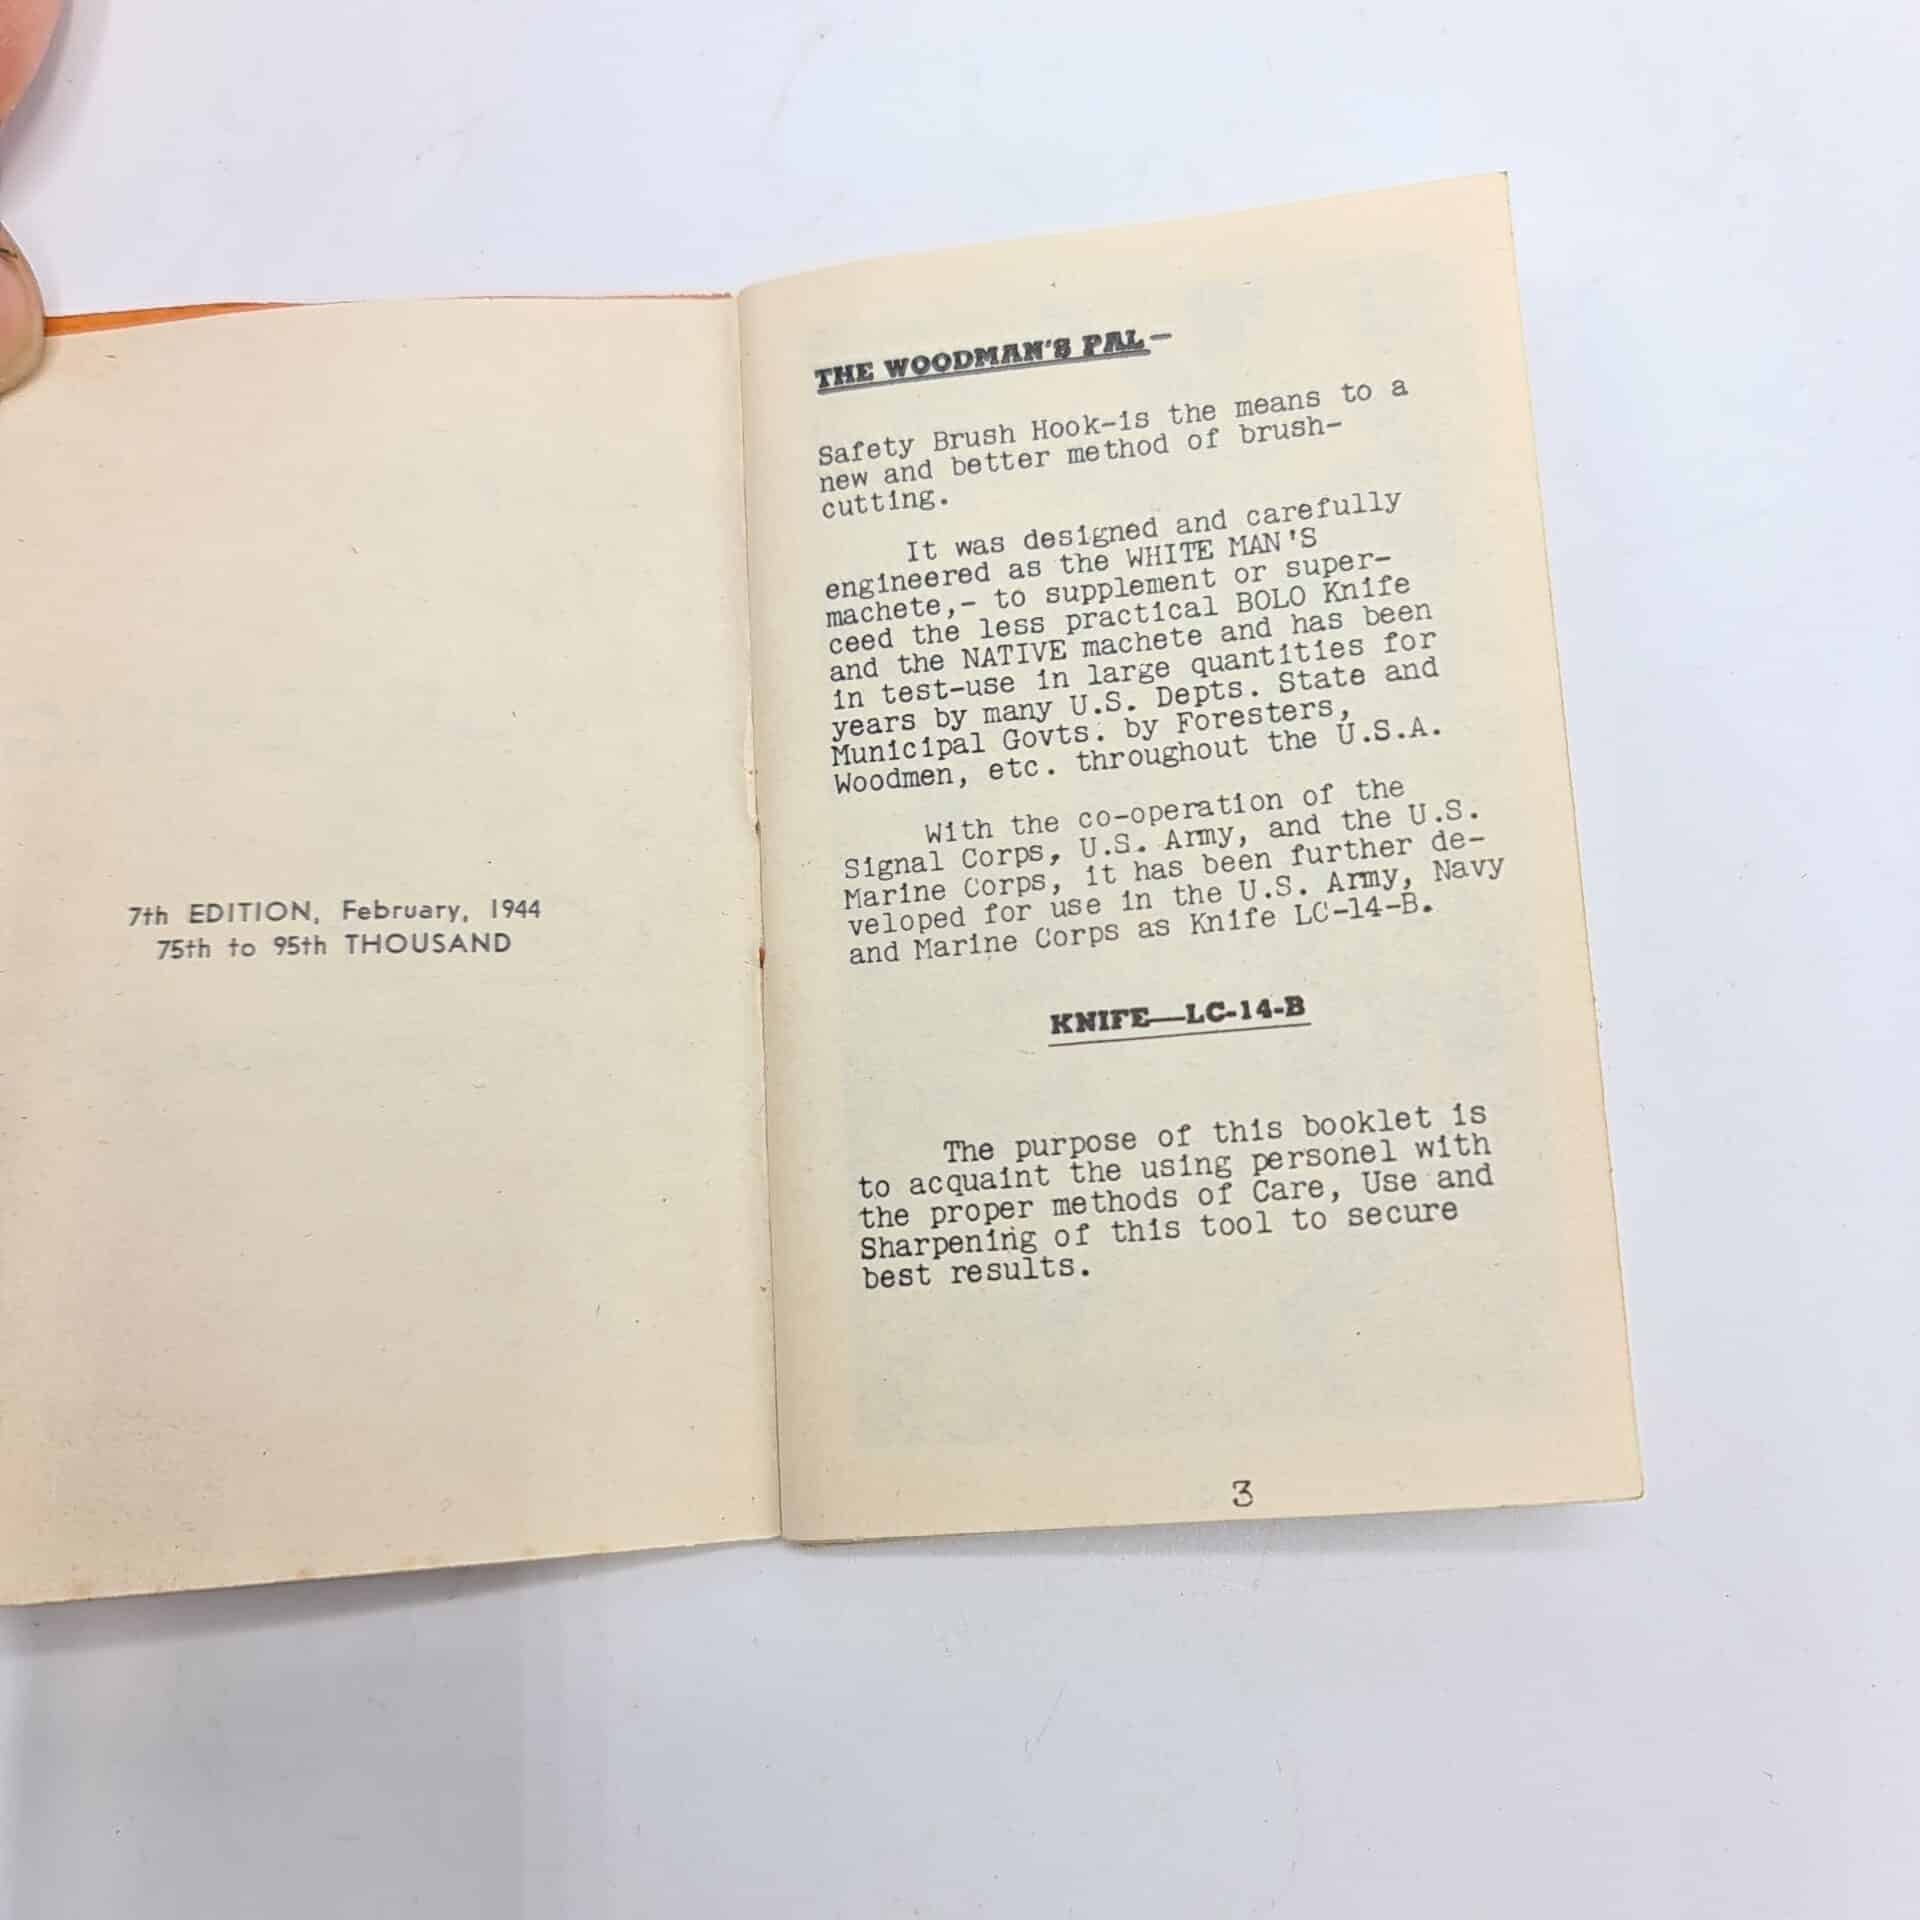 7th EDITION, February, 1944
75th to 95th THOUSAND
THE WOODMAN'S PAL—
Safety Brush Hook-is the means to a
new and better method of brush-
cutting.
It was designed and carefully
engineered as the WHITE MAN'S
machete,- to supplement or super-
ceed the less practical BOLO Knife
and the NATIVE machete and has been
in test-use in large quantities for
years by many U.S. Depts. State and
Municipal Govts. by Foresters,
Woodmen, etc. throughout the U.S.A.
With the co-operation of the
Signal Corps, U.S. Army, and the U.S.
Marine Corps, it has been further de-
veloped for use in the U.S. Army, Navy
and Marine Corps as Knife LC-14-B.
KNIFE—LC-14-B
The purpose of this booklet is
to acquaint the using personel with
the proper methods of Care, Use and
Sharpening of this tool to secure
best results.
3